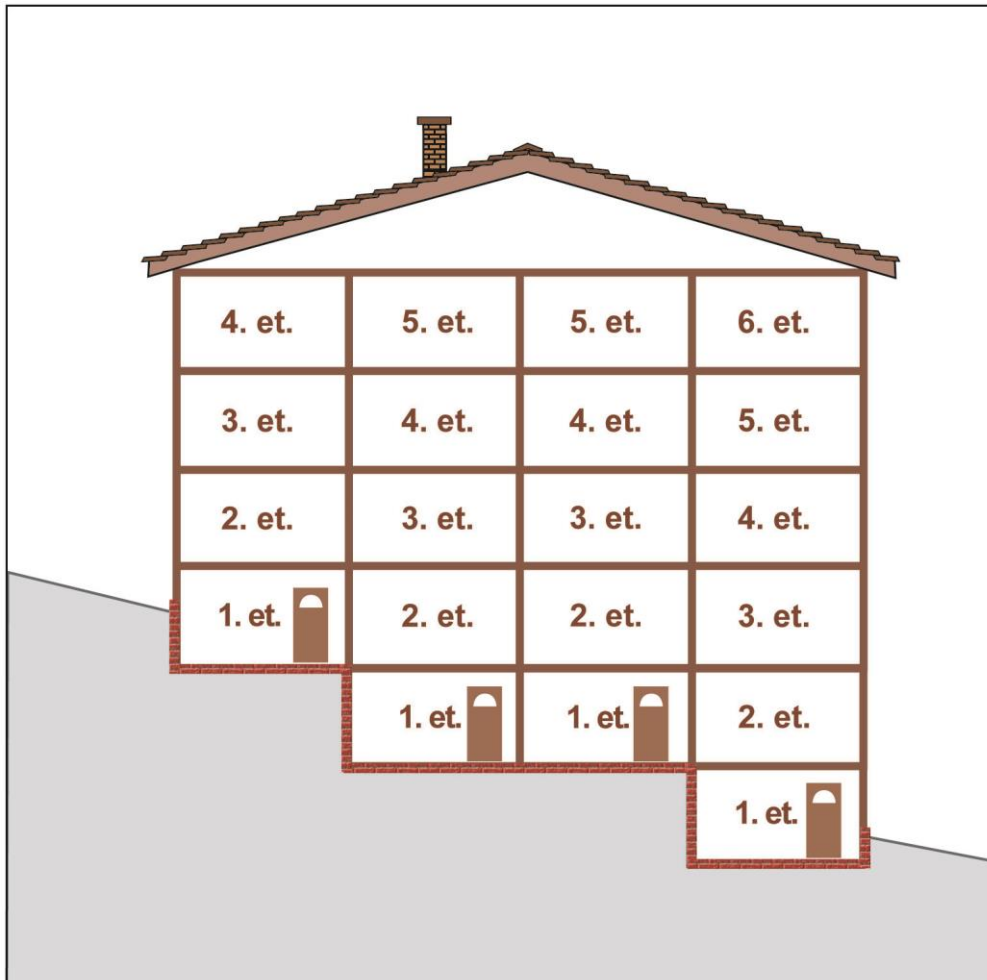 4. et. 5. et. 5. et. 6. et.
3. et. 4. et. 4. et. 5. et.
2. et. 3. et. 3. et. 4. et.
1. et. 2. et. 2. et. 3. et.
1. et. 1. et. 2. et.
1. et.